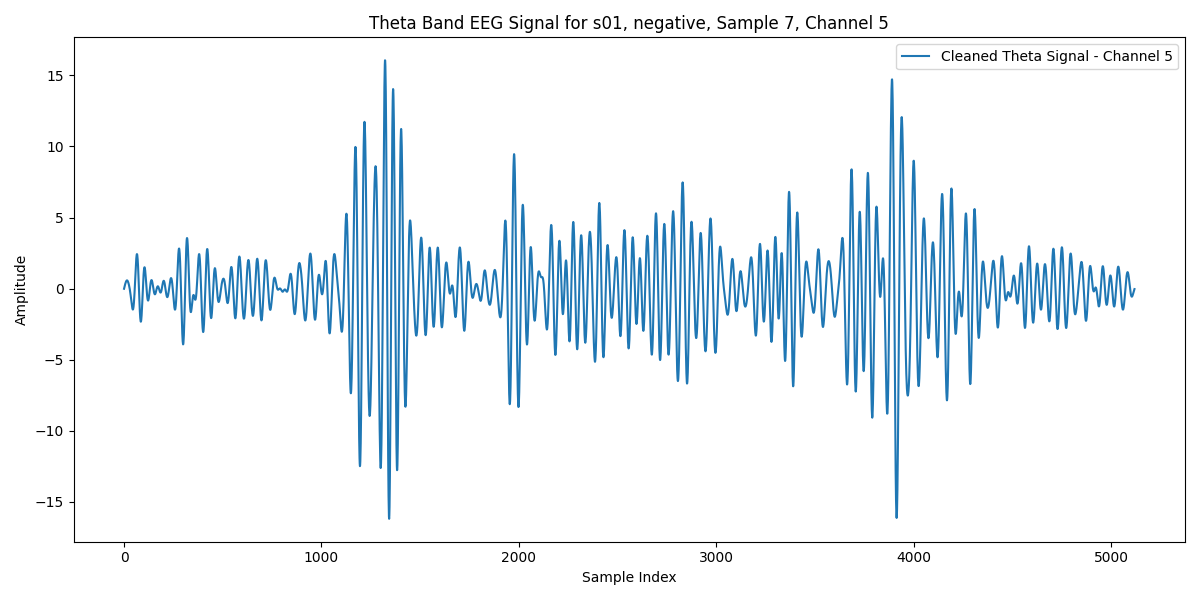 Theta Band EEG Signal for s01, negative, Sample 7, Channel 5
Cleaned Theta Signal - Channel 5
Amplitude
15
10
5
0
−5
−10
−15
0 1000 2000 3000 4000 5000
Sample Index